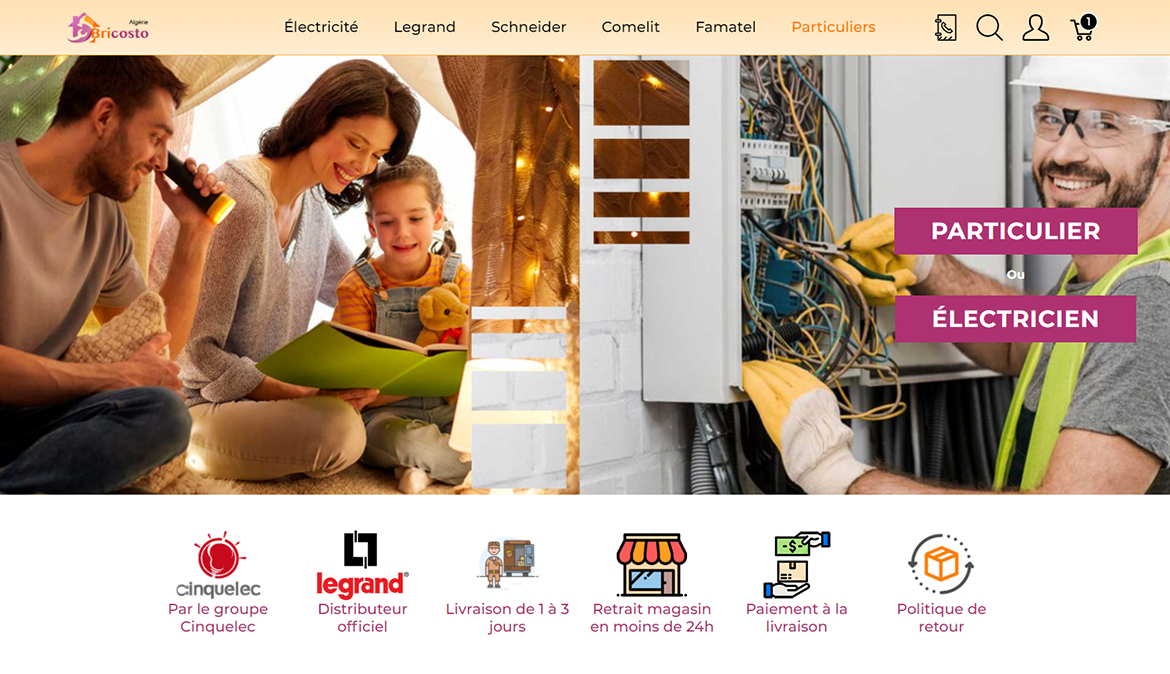 Algérie
Bricosto
Électricité
Legrand
Schneider
Comelit
Famatel
Particuliers
1
PARTICULIER
Ou
ÉLECTRICIEN
cinquelec
Par le groupe
Cinquelec
legrand®
Distributeur
officiel
Livraison de 1 à 3
jours
Retrait magasin
en moins de 24h
$
Paiement à la
livraison
Politique de
retour